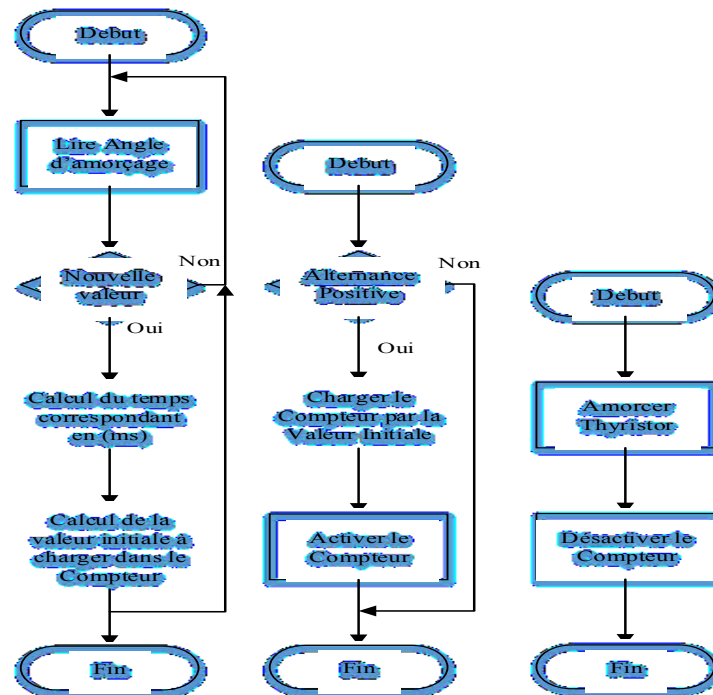 Debut
Lire Angle
d'amorçage
Nouvelle
valeur
Non
Oui
Calcul du temps
correspondant
en (ms)
Calcul de la
valeur initiale à
charger dans le
Compteur
Fin
Debut
Alternance
Positive
Non
Oui
Charger le
Compteur par la
Valeur Initiale
Activer le
Compteur
Fin
Debut
Amorcer
Thyristor
Désactiver le
Compteur
Fin